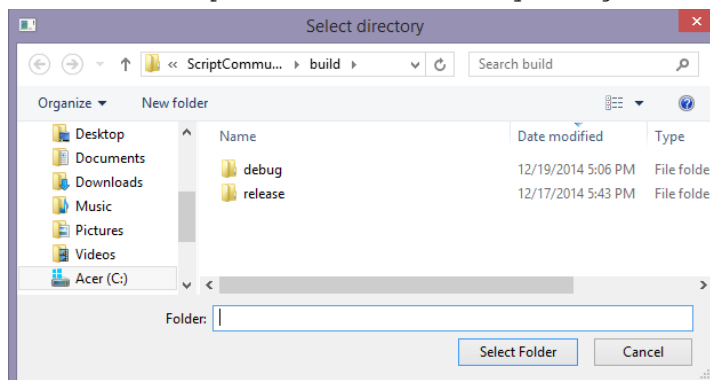 Select directory
« ScriptCommu... build
Search build
Organize New folder
Desktop
Documents
Downloads
Music
Pictures
Videos
Acer (C:)
Name Date modified Type
debug 12/19/2014 5:06 PM File folde
release 12/17/2014 5:43 PM File folde
Folder:
Select Folder Cancel